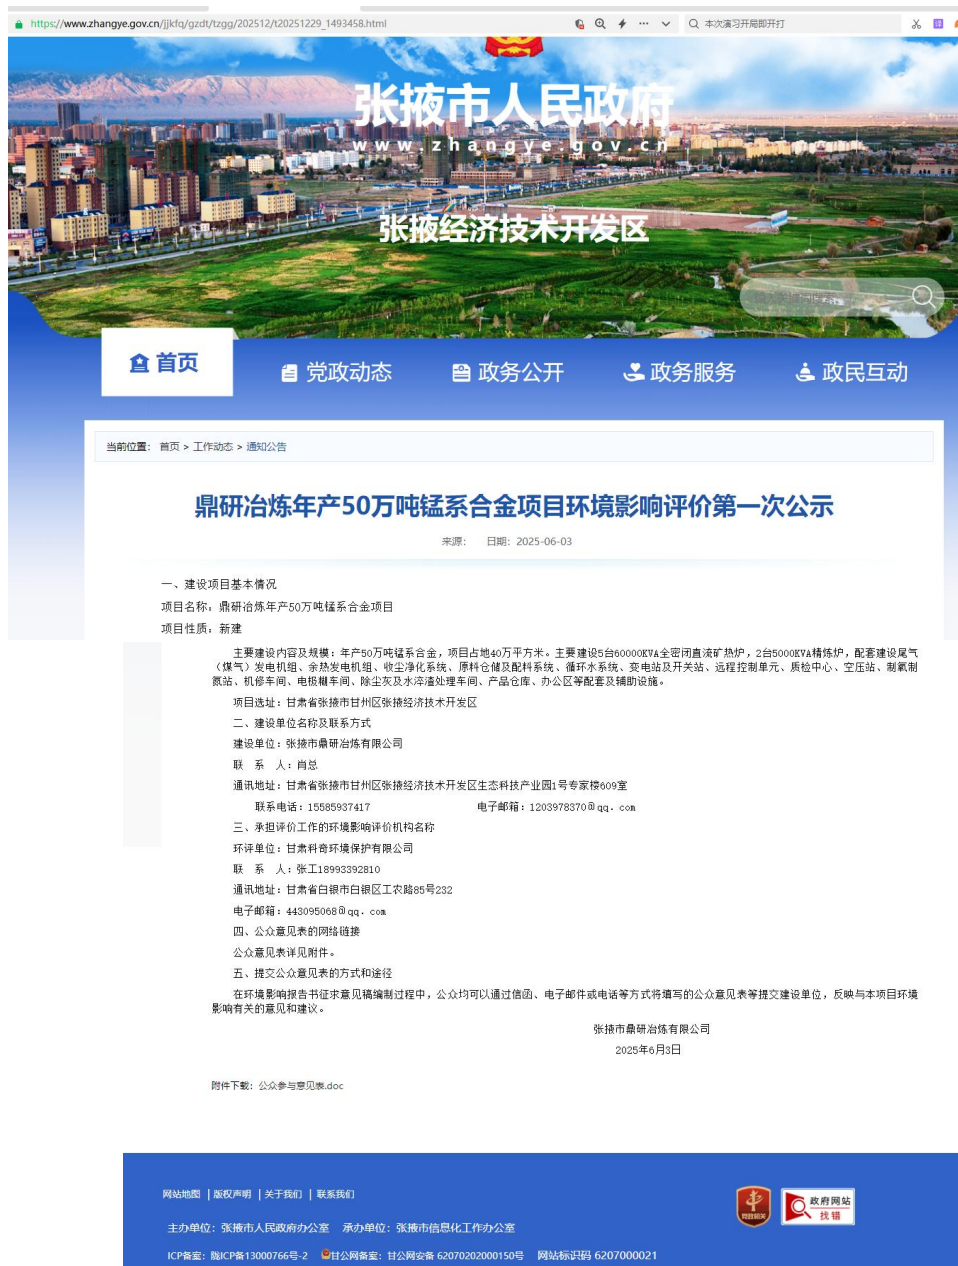 https://www.zhangye.gov.cn/jjkfq/gzdt/tzgg/202512/t20251229_1493458.html
本次演习开局即开打
张掖市人民政府
www.zhangye.gov.cn
张掖经济技术开发区
首页
党政动态
政务公开
政务服务
政民互动
当前位置： 首页 > 工作动态 > 通知公告
鼎研冶炼年产50万吨锰系合金项目环境影响评价第一次公示
来源： 日期：2025-06-03
一、建设项目基本情况
项目名称：鼎研冶炼年产50万吨锰系合金项目
项目性质：新建
主要建设内容及规模：年产50万吨锰系合金，项目占地40万平方米。主要建设5台60000KVA全密闭直流矿热炉，2台5000KVA精炼炉，配套建设尾气
（煤气）发电机组、余热发电机组、收尘净化系统、原料仓储及配料系统、循环水系统、变电站及开关站、远程控制单元、质检中心、空压站、制氧制
氮站、机修车间、电极糊车间、除尘灰及水淬渣处理车间、产品仓库、办公区等配套及辅助设施。
项目选址：甘肃省张掖市甘州区张掖经济技术开发区
二、建设单位名称及联系方式
建设单位：张掖市鼎研冶炼有限公司
联 系 人：肖总
通讯地址：甘肃省张掖市甘州区张掖经济技术开发区生态科技产业园1号专家楼609室
联系电话：15585937417 电子邮箱：1203978370@qq.com
三、承担评价工作的环境影响评价机构名称
环评单位：甘肃科奇环境保护有限公司
联 系 人：张工18993392810
通讯地址：甘肃省白银市白银区工农路85号232
电子邮箱：443095068@qq.com
四、公众意见表的网络链接
公众意见表详见附件。
五、提交公众意见表的方式和途径
在环境影响报告书征求意见稿编制过程中，公众均可以通过信函、电子邮件或电话等方式将填写的公众意见表等提交建设单位，反映与本项目环境
影响有关的意见和建议。
张掖市鼎研冶炼有限公司
2025年6月3日
附件下载：公众参与意见表.doc
网站地图 | 版权声明 | 关于我们 | 联系我们
党政机关
政府网站
找错
主办单位：张掖市人民政府办公室 承办单位：张掖市信息化工作办公室
ICP备案：陇ICP备13000766号-2 甘公网备案：甘公网安备 62070202000150号 网站标识码 6207000021